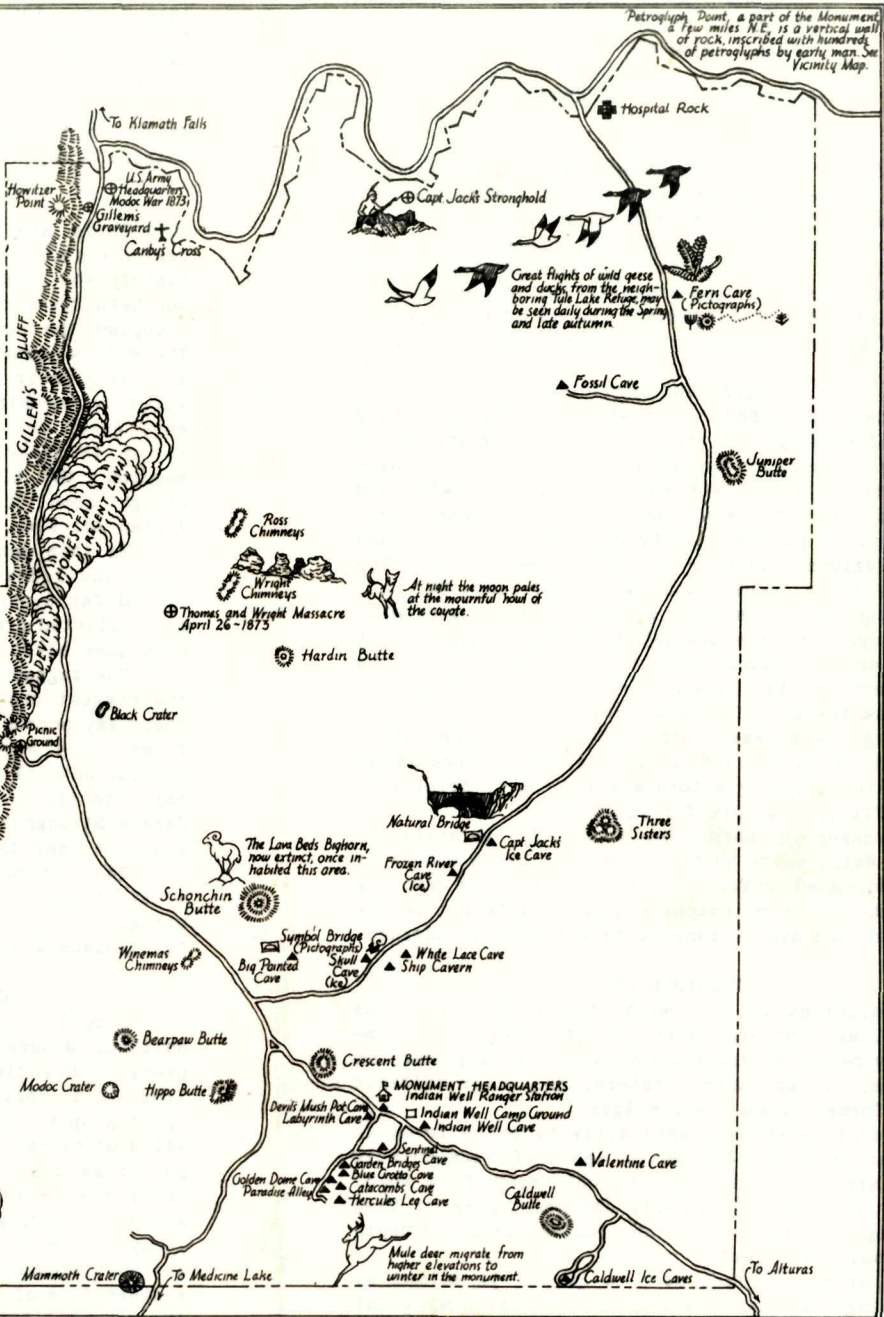 Petroglyph Point, a part of the Monument
a few miles N.E, is a vertical wall
of rock, inscribed with hundreds
of petroglyphs by early man. See
Vicinity Map.
Hospital Rock
To Klamath Falls
U.S. Army
Headquarters
Modoc War 1873
Howitzer
Point
Gillem's
Graveyard
Canby's Cross
Capt Jack's Stronghold
Great flights of wild geese
and ducks, from the neigh-
boring Tule Lake Refuge, may
be seen daily during the Spring
and late autumn.
Fern Cave
(Pictographs)
GILLEM'S BLUFF
Fossil Cave
Juniper
Butte
DEVIL'S HOMESTEAD
(RECENT LAVA)
Ross
Chimneys
Wright
Chimneys
At night the moon pales
at the mournful howl of
the coyote.
Thomas and Wright Massacre
April 26~1873
Hardin Butte
Black Crater
Picnic
Ground
Natural Bridge
Capt Jack's
Ice Cave
Three
Sisters
The Lava Beds Bighorn,
now extinct, once in-
habited this area.
Frozen River
Cave
(Ice)
Schonchin
Butte
Symbol Bridge
(Pictographs)
Big Painted
Cave
Skull
Cave
(Ice)
White Lace Cave
Ship Cavern
Winemas
Chimneys
Bearpaw Butte
Crescent Butte
Modoc Crater
Hippo Butte
MONUMENT HEADQUARTERS
Indian Well Ranger Station
Devil's Mush Pot Cave
Labyrinth Cave
Indian Well Camp Ground
Indian Well Cave
Sentinel
Cave
Garden Bridges
Blue Grotto Cave
Golden Dome Cave
Catacombs Cave
Paradise Alley
Hercules Leg Cave
Valentine Cave
Caldwell
Butte
Mule deer migrate from
higher elevations to
winter in the monument.
Mammoth Crater
To Medicine Lake
Caldwell Ice Caves
To Alturas